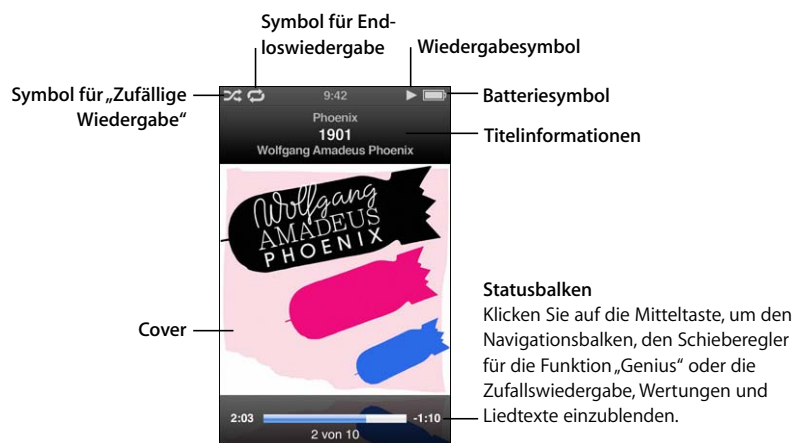 Symbol für End-
loswiedergabe
Wiedergabesymbol
Symbol für „Zufällige
Wiedergabe“
Batteriesymbol
Titelinformationen
9:42
Phoenix
1901
Wolfgang Amadeus Phoenix
Wolfgang
AMADEUS
PHOENIX
Cover
Statusbalken
Klicken Sie auf die Mitteltaste, um den
Navigationsbalken, den Schieberegler
für die Funktion „Genius“ oder die
Zufallswiedergabe, Wertungen und
Liedtexte einzublenden.
2:03
-1:10
2 von 10